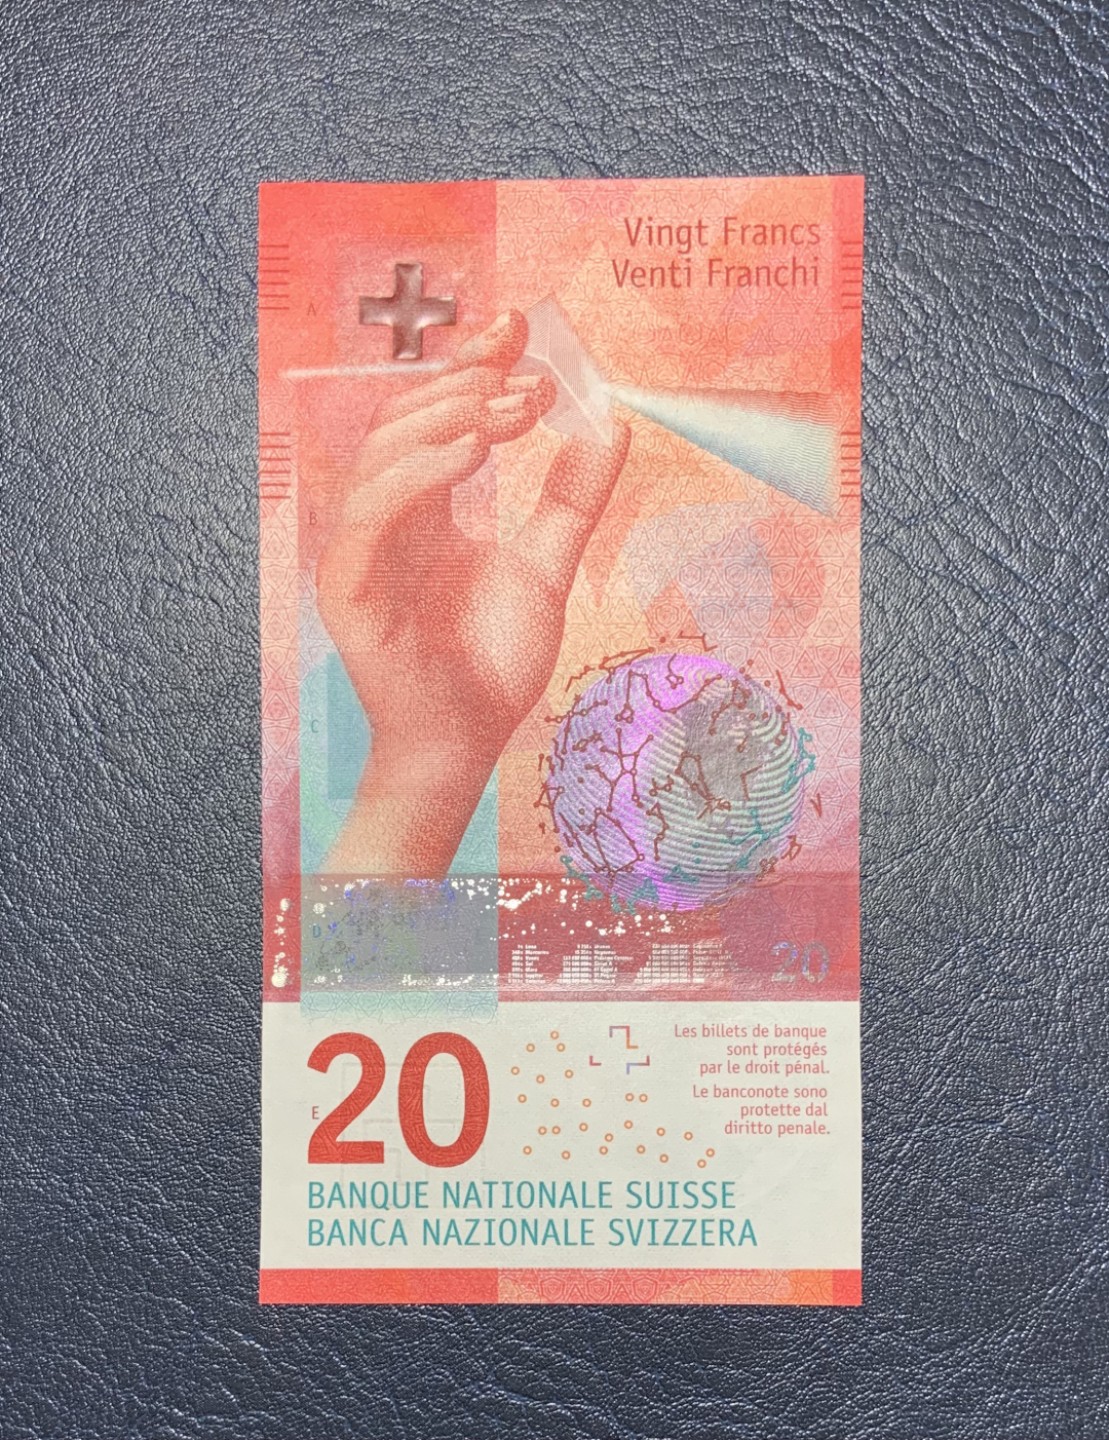 Vingt Francs
Venti Franchi
A
B
C
D
20
20
Les billets de banque
sont protégés
par le droit pénal.
Le banconote sono
protette dal
diritto penale.
E
BANQUE NATIONALE SUISSE
BANCA NAZIONALE SVIZZERA